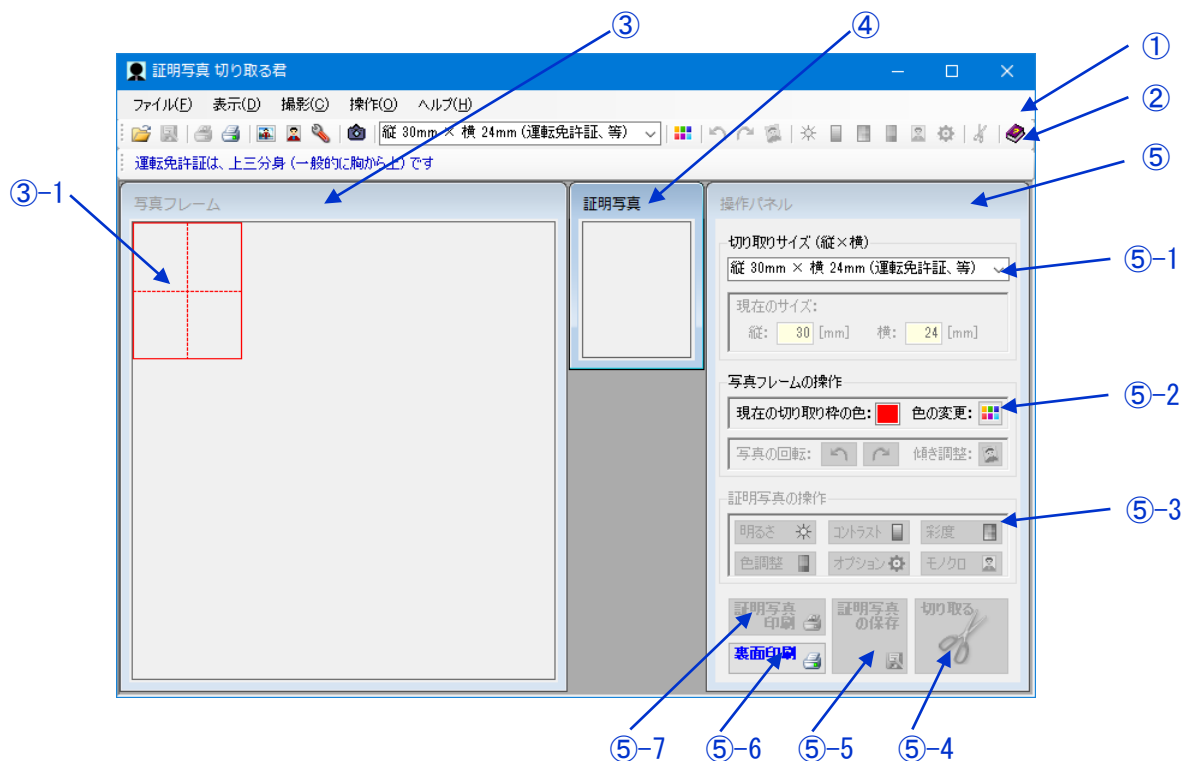 ③
④
①
②
⑤
③-1
⑤-1
⑤-2
⑤-3
⑤-7
⑤-6
⑤-5
⑤-4
証明写真 切り取る君
ファイル(F) 表示(D) 撮影(C) 操作(O) ヘルプ(H)
縦 30mm × 横 24mm (運転免許証、等)
運転免許証は、上三分身 (一般的に胸から上) です
写真フレーム
証明写真
操作パネル
切り取りサイズ (縦×横)
縦 30mm × 横 24mm (運転免許証、等)
現在のサイズ:
縦: 30 [mm] 横: 24 [mm]
写真フレームの操作
現在の切り取り枠の色: 色の変更:
写真の回転: 傾き調整:
証明写真の操作
明るさ コントラスト 彩度
色調整 オプション モノクロ
証明写真
印刷
証明写真
の保存
切り取る
裏面印刷